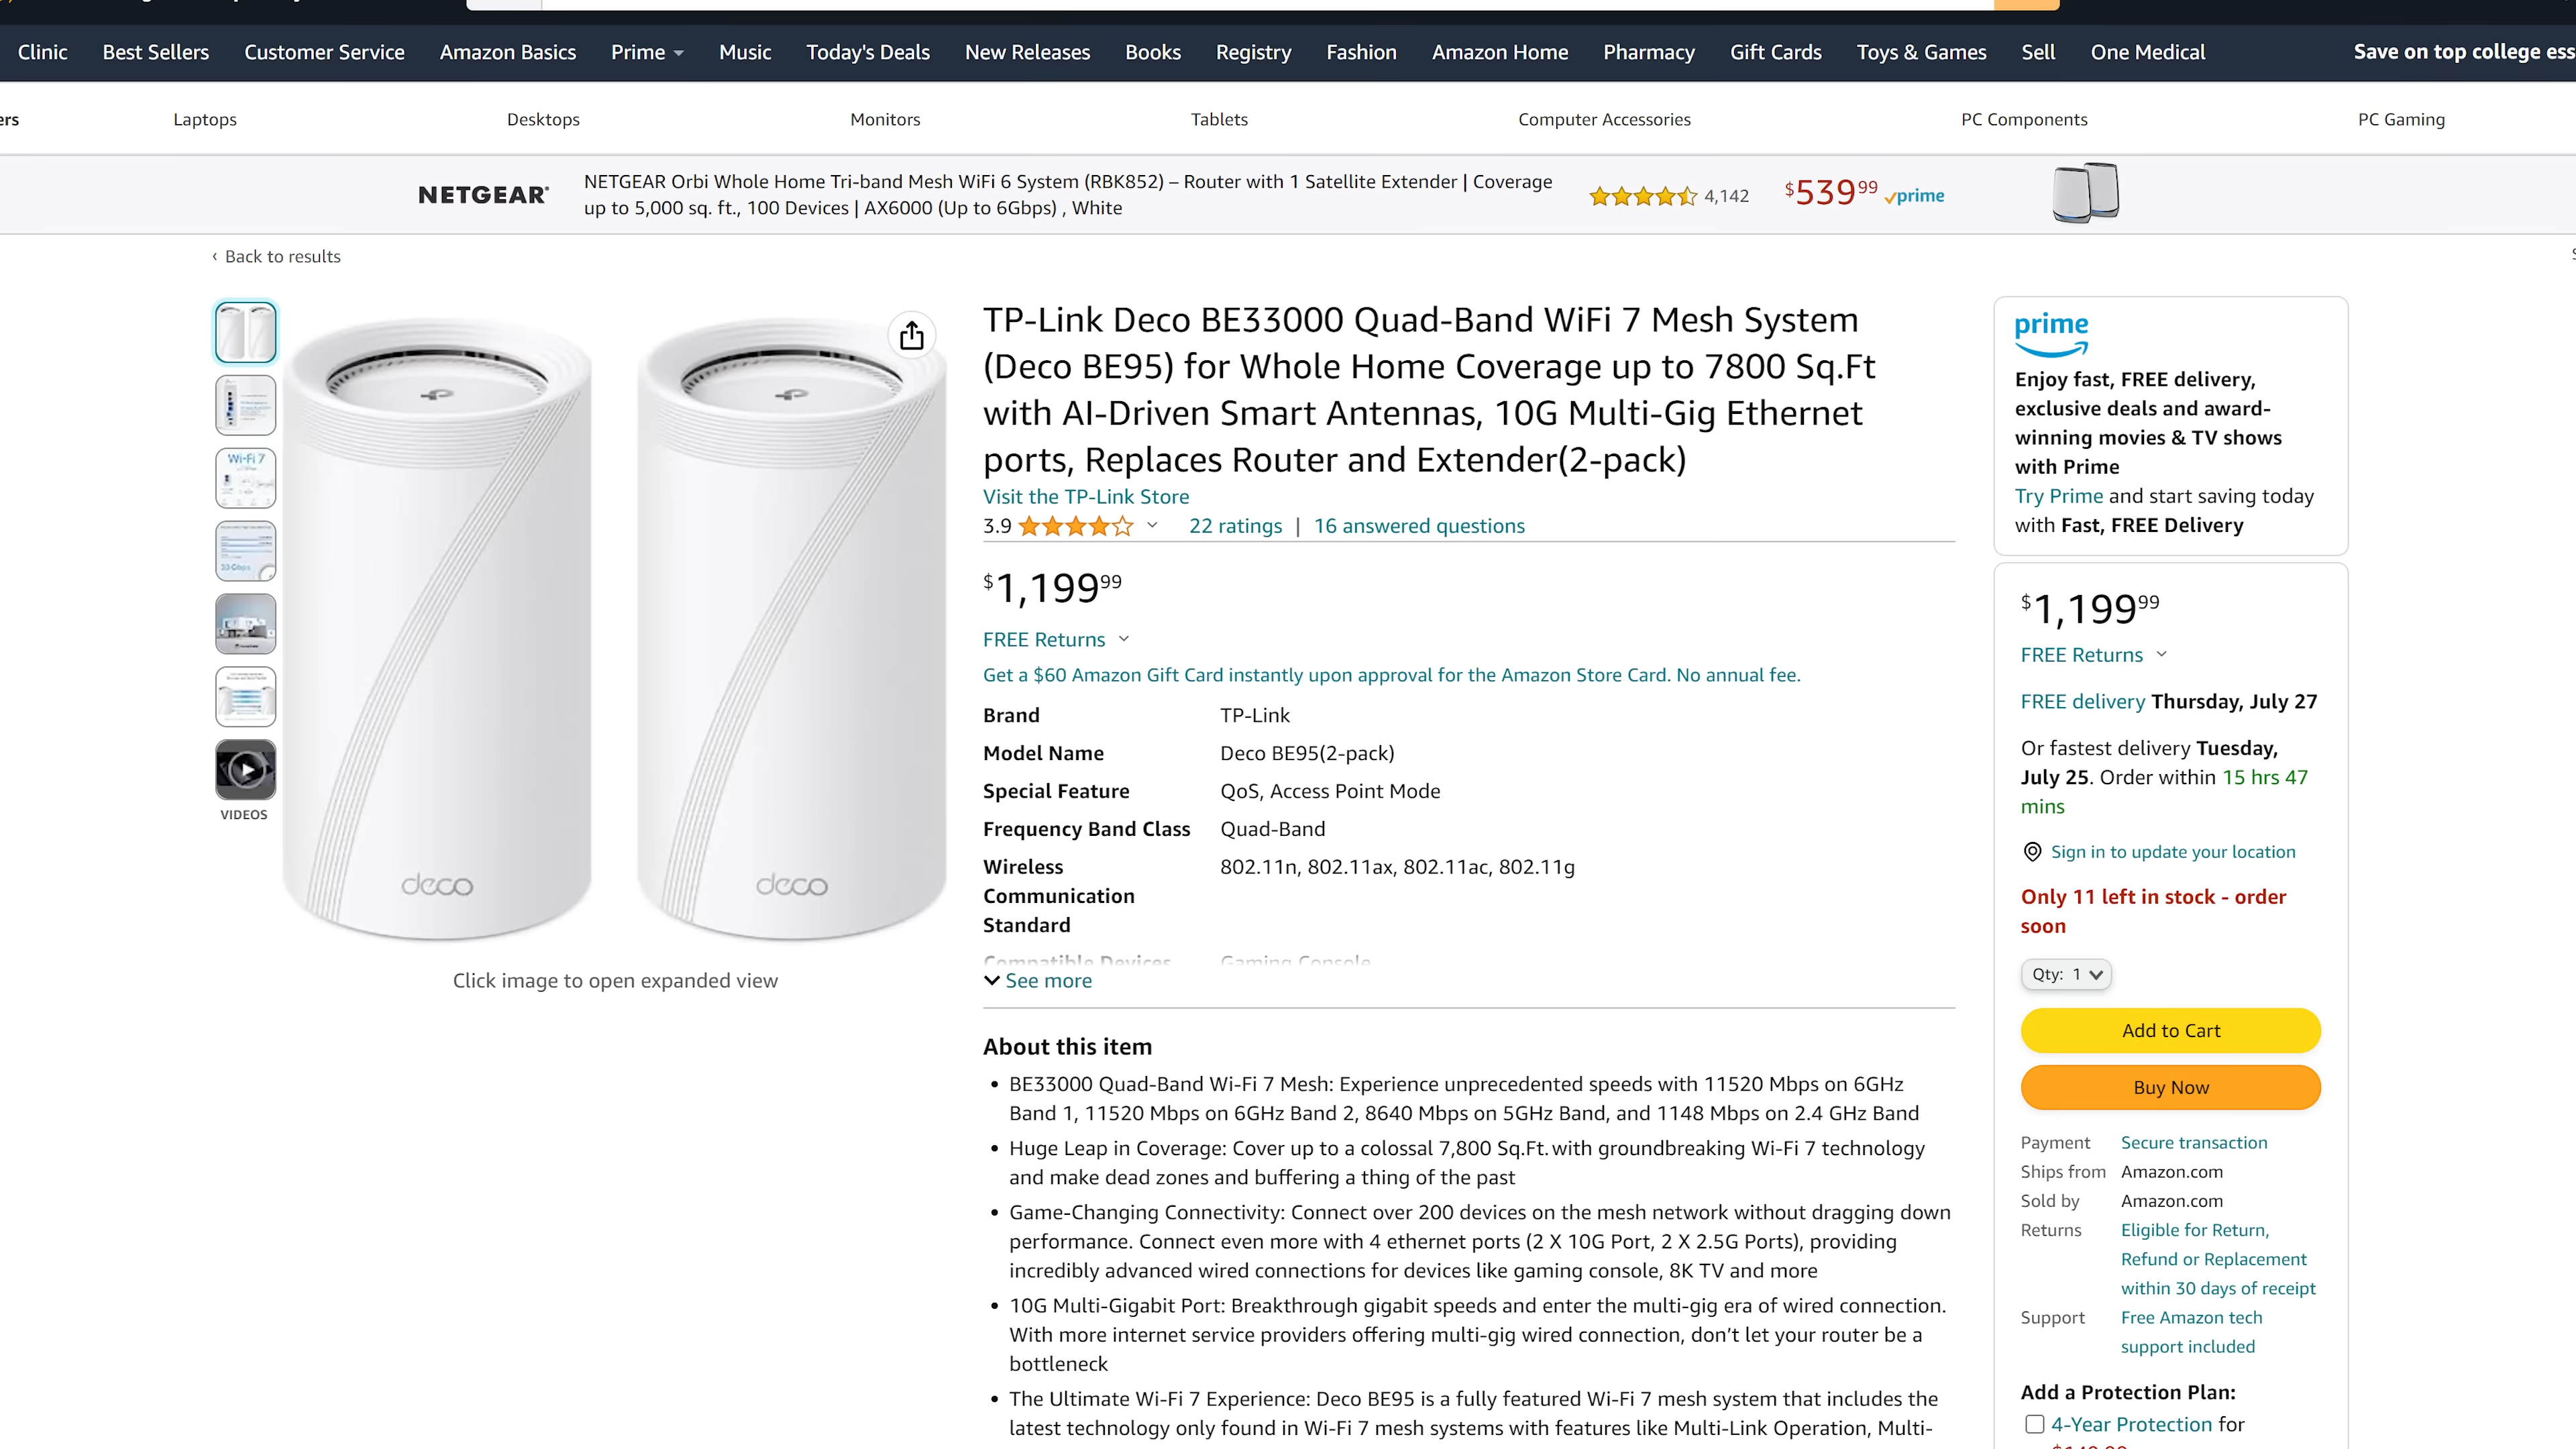 Clinic Best Sellers Customer Service Amazon Basics Prime Music Today's Deals New Releases Books Registry Fashion Amazon Home Pharmacy Gift Cards Toys & Games Sell One Medical Save on top college ess
ers Laptops Desktops Monitors Tablets Computer Accessories PC Components PC Gaming
NETGEAR
NETGEAR Orbi Whole Home Tri-band Mesh WiFi 6 System (RBK852) – Router with 1 Satellite Extender | Coverage
up to 5,000 sq. ft., 100 Devices | AX6000 (Up to 6Gbps) , White
4,142 $539 99 prime
‹ Back to results
Wi-Fi 7
33 Gbps
VIDEOS
deco deco
Click image to open expanded view
TP-Link Deco BE33000 Quad-Band WiFi 7 Mesh System
(Deco BE95) for Whole Home Coverage up to 7800 Sq.Ft
with AI-Driven Smart Antennas, 10G Multi-Gig Ethernet
ports, Replaces Router and Extender(2-pack)
Visit the TP-Link Store
3.9 22 ratings | 16 answered questions
$1,199 99
FREE Returns
Get a $60 Amazon Gift Card instantly upon approval for the Amazon Store Card. No annual fee.
Brand TP-Link
Model Name Deco BE95(2-pack)
Special Feature QoS, Access Point Mode
Frequency Band Class Quad-Band
Wireless 802.11n, 802.11ax, 802.11ac, 802.11g
Communication
Standard
Compatible Devices Gaming Console
See more
About this item
• BE33000 Quad-Band Wi-Fi 7 Mesh: Experience unprecedented speeds with 11520 Mbps on 6GHz
Band 1, 11520 Mbps on 6GHz Band 2, 8640 Mbps on 5GHz Band, and 1148 Mbps on 2.4 GHz Band
• Huge Leap in Coverage: Cover up to a colossal 7,800 Sq.Ft. with groundbreaking Wi-Fi 7 technology
and make dead zones and buffering a thing of the past
• Game-Changing Connectivity: Connect over 200 devices on the mesh network without dragging down
performance. Connect even more with 4 ethernet ports (2 X 10G Port, 2 X 2.5G Ports), providing
incredibly advanced wired connections for devices like gaming console, 8K TV and more
• 10G Multi-Gigabit Port: Breakthrough gigabit speeds and enter the multi-gig era of wired connection.
With more internet service providers offering multi-gig wired connection, don’t let your router be a
bottleneck
• The Ultimate Wi-Fi 7 Experience: Deco BE95 is a fully featured Wi-Fi 7 mesh system that includes the
latest technology only found in Wi-Fi 7 mesh systems with features like Multi-Link Operation, Multi-
prime
Enjoy fast, FREE delivery,
exclusive deals and award-
winning movies & TV shows
with Prime
Try Prime and start saving today
with Fast, FREE Delivery
$1,199 99
FREE Returns
FREE delivery Thursday, July 27
Or fastest delivery Tuesday,
July 25. Order within 15 hrs 47
mins
Sign in to update your location
Only 11 left in stock - order
soon
Qty: 1
Add to Cart
Buy Now
Payment Secure transaction
Ships from Amazon.com
Sold by Amazon.com
Returns Eligible for Return,
Refund or Replacement
within 30 days of receipt
Support Free Amazon tech
support included
Add a Protection Plan:
4-Year Protection for